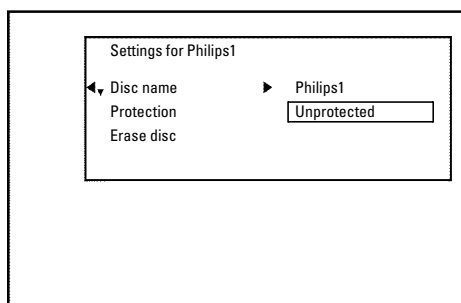 Settings for Philips1
Disc name Philips1
Protection Unprotected
Erase disc